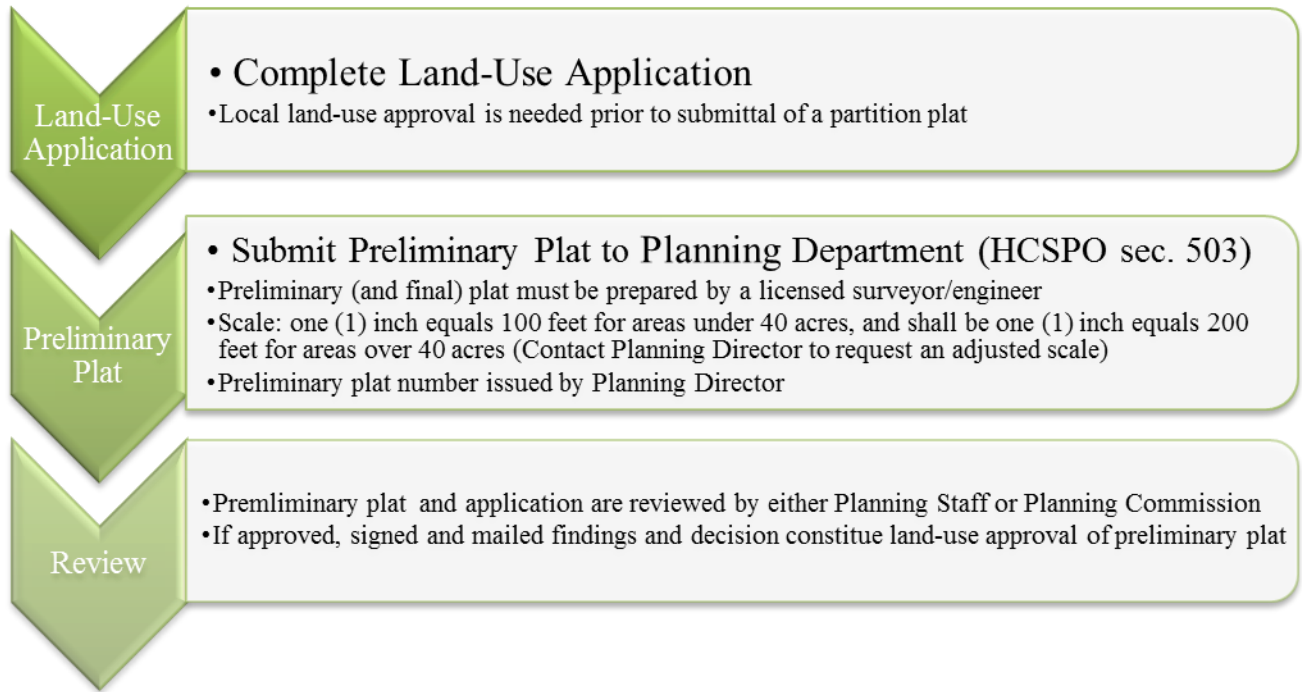 Land-Use
Application
• Complete Land-Use Application
•Local land-use approval is needed prior to submittal of a partition plat
Preliminary
Plat
• Submit Preliminary Plat to Planning Department (HCSPO sec. 503)
•Preliminary (and final) plat must be prepared by a licensed surveyor/engineer
•Scale: one (1) inch equals 100 feet for areas under 40 acres, and shall be one (1) inch equals 200
feet for areas over 40 acres (Contact Planning Director to request an adjusted scale)
•Preliminary plat number issued by Planning Director
Review
•Premliminary plat and application are reviewed by either Planning Staff or Planning Commission
•If approved, signed and mailed findings and decision constitue land-use approval of preliminary plat